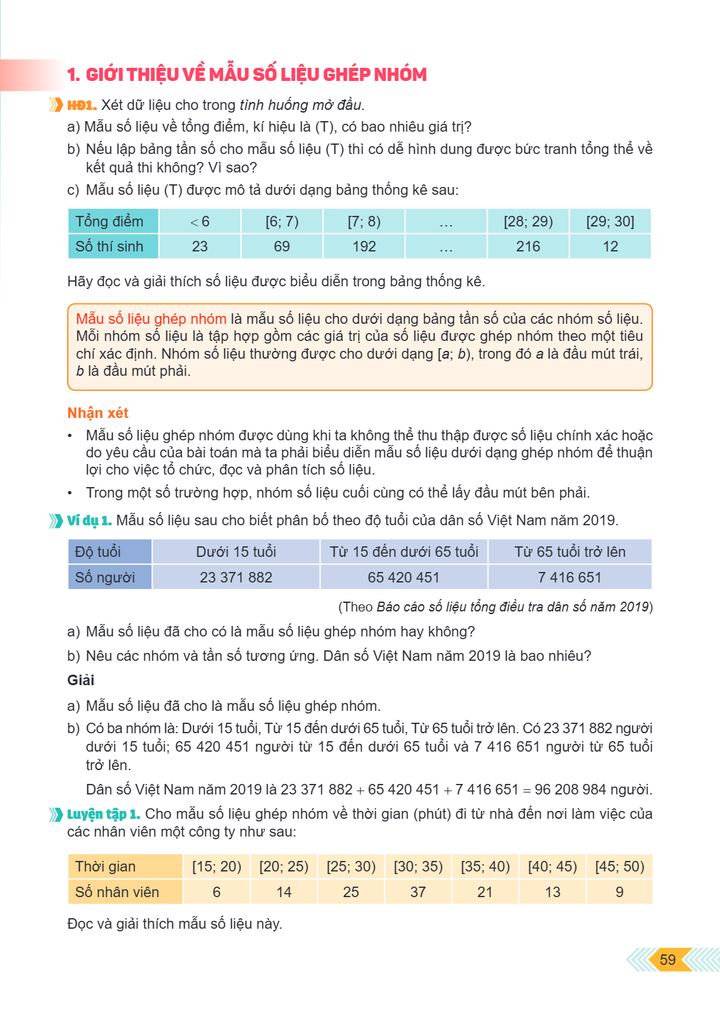 1. GIỚI THIỆU VỀ MẪU SỐ LIỆU GHÉP NHÓM
HĐ1. Xét dữ liệu cho trong tình huống mở đầu.
a) Mẫu số liệu về tổng điểm, kí hiệu là (T), có bao nhiêu giá trị?
b) Nếu lập bảng tần số cho mẫu số liệu (T) thì có dễ hình dung được bức tranh tổng thể về
kết quả thi không? Vì sao?
c) Mẫu số liệu (T) được mô tả dưới dạng bảng thống kê sau:
Tổng điểm < 6 [6; 7) [7; 8) … [28; 29) [29; 30]
Số thí sinh 23 69 192 … 216 12
Hãy đọc và giải thích số liệu được biểu diễn trong bảng thống kê.
Mẫu số liệu ghép nhóm là mẫu số liệu cho dưới dạng bảng tần số của các nhóm số liệu.
Mỗi nhóm số liệu là tập hợp gồm các giá trị của số liệu được ghép nhóm theo một tiêu
chí xác định. Nhóm số liệu thường được cho dưới dạng [a; b), trong đó a là đầu mút trái,
b là đầu mút phải.
Nhận xét
• Mẫu số liệu ghép nhóm được dùng khi ta không thể thu thập được số liệu chính xác hoặc
do yêu cầu của bài toán mà ta phải biểu diễn mẫu số liệu dưới dạng ghép nhóm để thuận
lợi cho việc tổ chức, đọc và phân tích số liệu.
• Trong một số trường hợp, nhóm số liệu cuối cùng có thể lấy đầu mút bên phải.
Ví dụ 1. Mẫu số liệu sau cho biết phân bố theo độ tuổi của dân số Việt Nam năm 2019.
Độ tuổi Dưới 15 tuổi Từ 15 đến dưới 65 tuổi Từ 65 tuổi trở lên
Số người 23 371 882 65 420 451 7 416 651
(Theo Báo cáo số liệu tổng điều tra dân số năm 2019)
a) Mẫu số liệu đã cho có là mẫu số liệu ghép nhóm hay không?
b) Nêu các nhóm và tần số tương ứng. Dân số Việt Nam năm 2019 là bao nhiêu?
Giải
a) Mẫu số liệu đã cho là mẫu số liệu ghép nhóm.
b) Có ba nhóm là: Dưới 15 tuổi, Từ 15 đến dưới 65 tuổi, Từ 65 tuổi trở lên. Có 23 371 882 người
dưới 15 tuổi; 65 420 451 người từ 15 đến dưới 65 tuổi và 7 416 651 người từ 65 tuổi
trở lên.
Dân số Việt Nam năm 2019 là 23 371 882 + 65 420 451 + 7 416 651 = 96 208 984 người.
Luyện tập 1. Cho mẫu số liệu ghép nhóm về thời gian (phút) đi từ nhà đến nơi làm việc của
các nhân viên một công ty như sau:
Thời gian [15; 20) [20; 25) [25; 30) [30; 35) [35; 40) [40; 45) [45; 50)
Số nhân viên 6 14 25 37 21 13 9
Đọc và giải thích mẫu số liệu này.
59